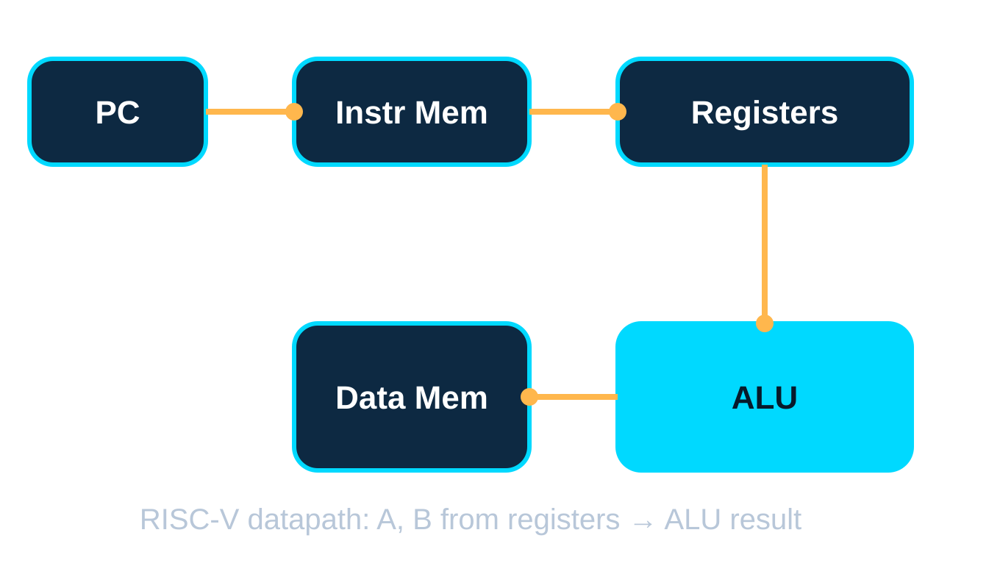 PC
Instr Mem
Registers
Data Mem
ALU
RISC-V datapath: A, B from registers → ALU result